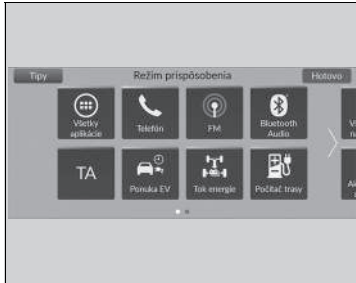 Tipy
Režim prispôsobenia
Hotovo
Všetky
aplikácie
Telefón
FM
Bluetooth
Audio
TA
Ponuka EV
Tok energie
Počítač trasy